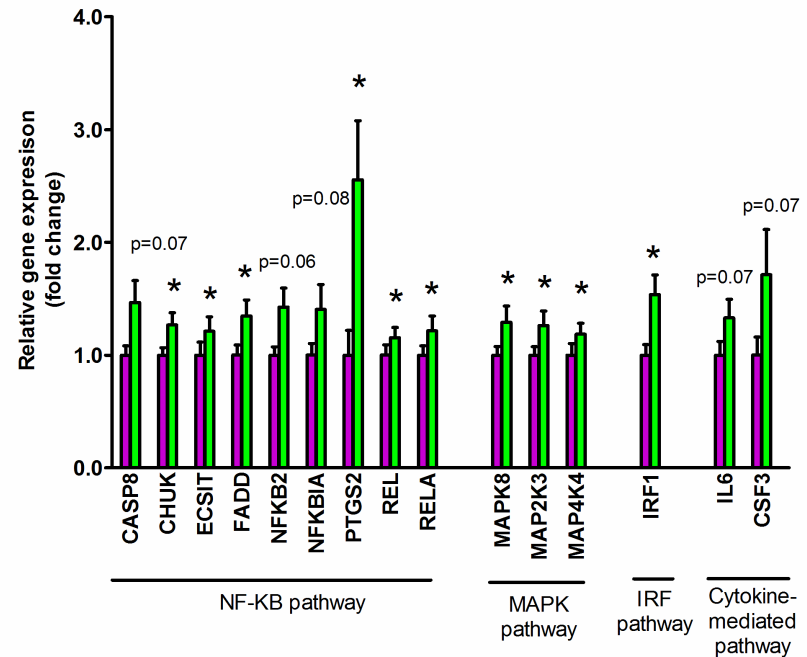 Relative gene expresison
(fold change)
4.0
3.0
2.0
1.0
0.0
p=0.07
*
*
*
p=0.06
p=0.08
*
*
*
*
*
*
*
p=0.07
p=0.07
CASP8
CHUK
ECSIT
FADD
NFKB2
NFKBIA
PTGS2
REL
RELA
MAPK8
MAP2K3
MAP4K4
IRF1
IL6
CSF3
NF-KB pathway
MAPK
pathway
IRF
pathway
Cytokine-
mediated
pathway